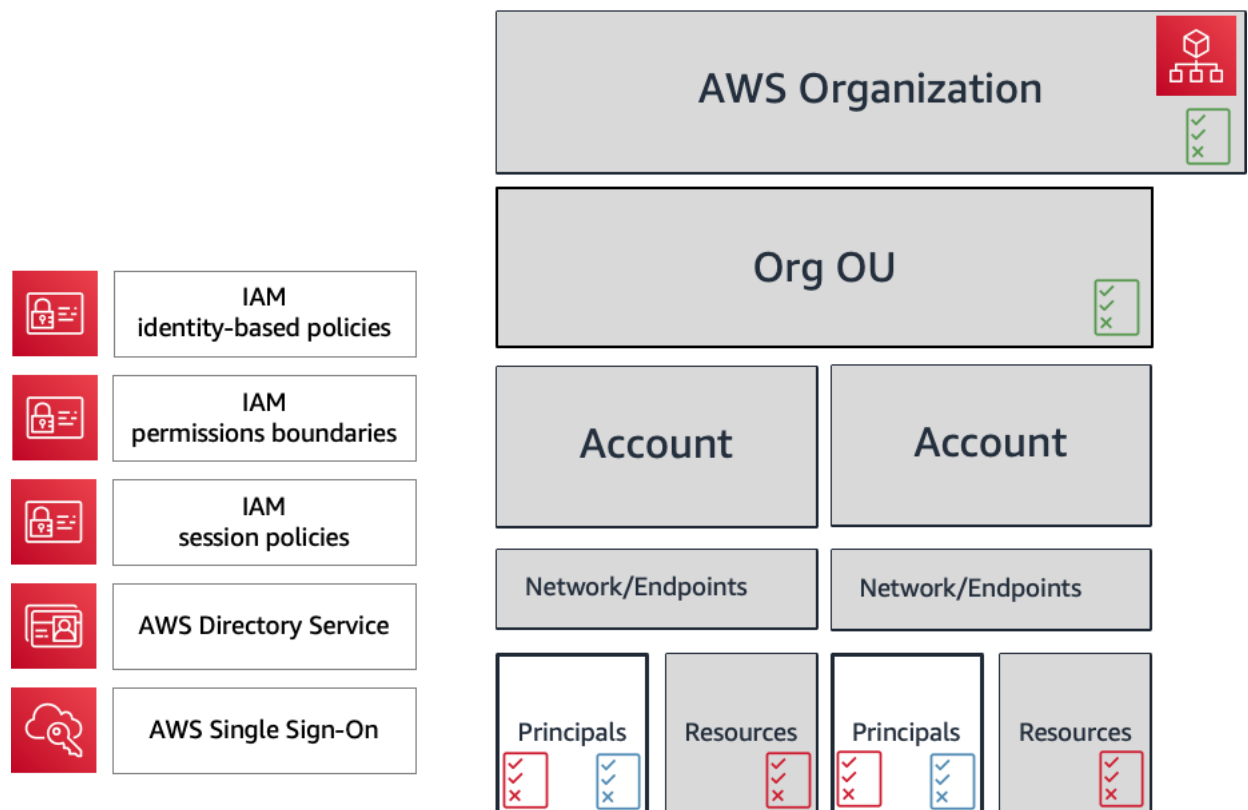 AWS Organization
Org OU
IAM
identity-based policies
IAM
permissions boundaries
IAM
session policies
AWS Directory Service
AWS Single Sign-On
Account
Account
Network/Endpoints
Network/Endpoints
Principals
Resources
Principals
Resources